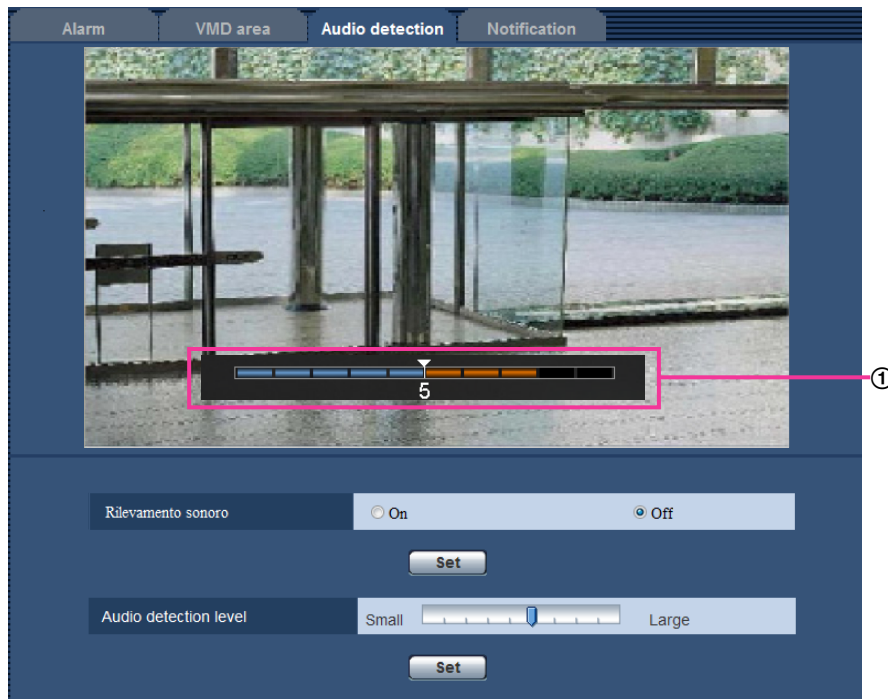 Alarm VMD area Audio detection Notification
5
①
Rilevamento sonoro On Off
Set
Audio detection level Small Large
Set